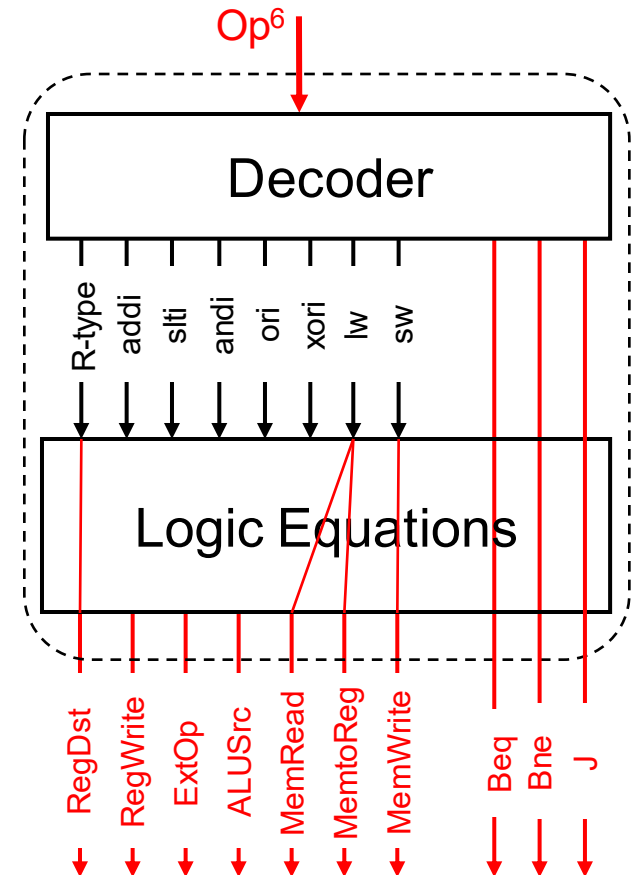 Op⁶
Decoder
R-type
addi
slti
andi
ori
xori
lw
sw
Logic Equations
RegDst
RegWrite
ExtOp
ALUSrc
MemRead
MemtoReg
MemWrite
Beq
Bne
J